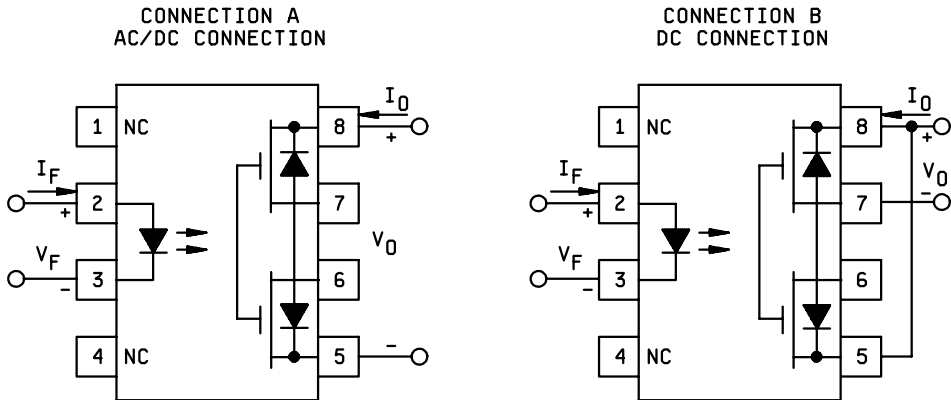 CONNECTION A
AC/DC CONNECTION
1 NC
8
I_O
+
I_F
+
2
7
V_F
-
3
V_O
6
4 NC
5
-
CONNECTION B
DC CONNECTION
1 NC
8
I_O
+
I_F
+
2
7
-
V_O
V_F
-
3
6
4 NC
5